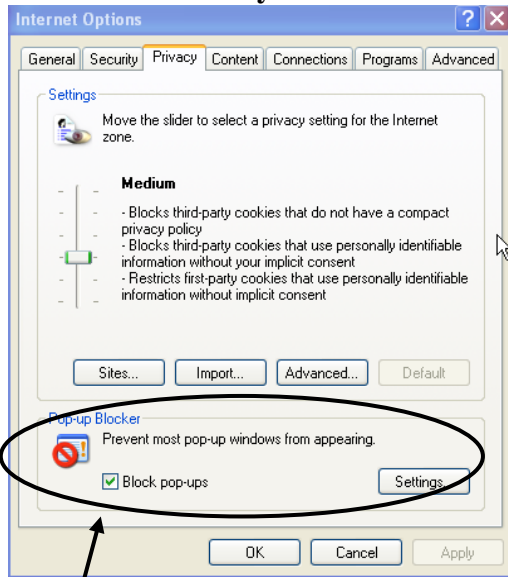 Internet Options
General Security Privacy Content Connections Programs Advanced
Settings
Move the slider to select a privacy setting for the Internet
zone.
Medium
- Blocks third-party cookies that do not have a compact
privacy policy
- Blocks third-party cookies that use personally identifiable
information without your implicit consent
- Restricts first-party cookies that use personally identifiable
information without implicit consent
Sites... Import... Advanced... Default
Pop-up Blocker
Prevent most pop-up windows from appearing.
Block pop-ups Settings...
OK Cancel Apply